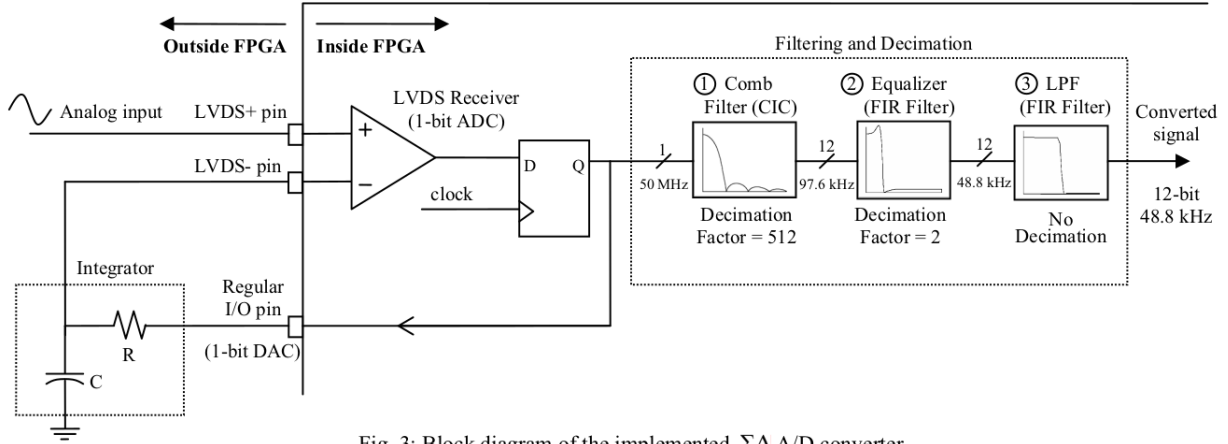 Outside FPGA
Inside FPGA
Filtering and Decimation
Analog input
LVDS+ pin
LVDS Receiver
(1-bit ADC)
① Comb
Filter (CIC)
② Equalizer
(FIR Filter)
③ LPF
(FIR Filter)
Converted
signal
+
LVDS- pin
−
D
Q
clock
1
50 MHz
12
97.6 kHz
12
48.8 kHz
12-bit
48.8 kHz
Decimation
Factor = 512
Decimation
Factor = 2
No
Decimation
Integrator
R
C
Regular
I/O pin
(1-bit DAC)
Fig. 3: Block diagram of the implemented ΣΔ A/D converter